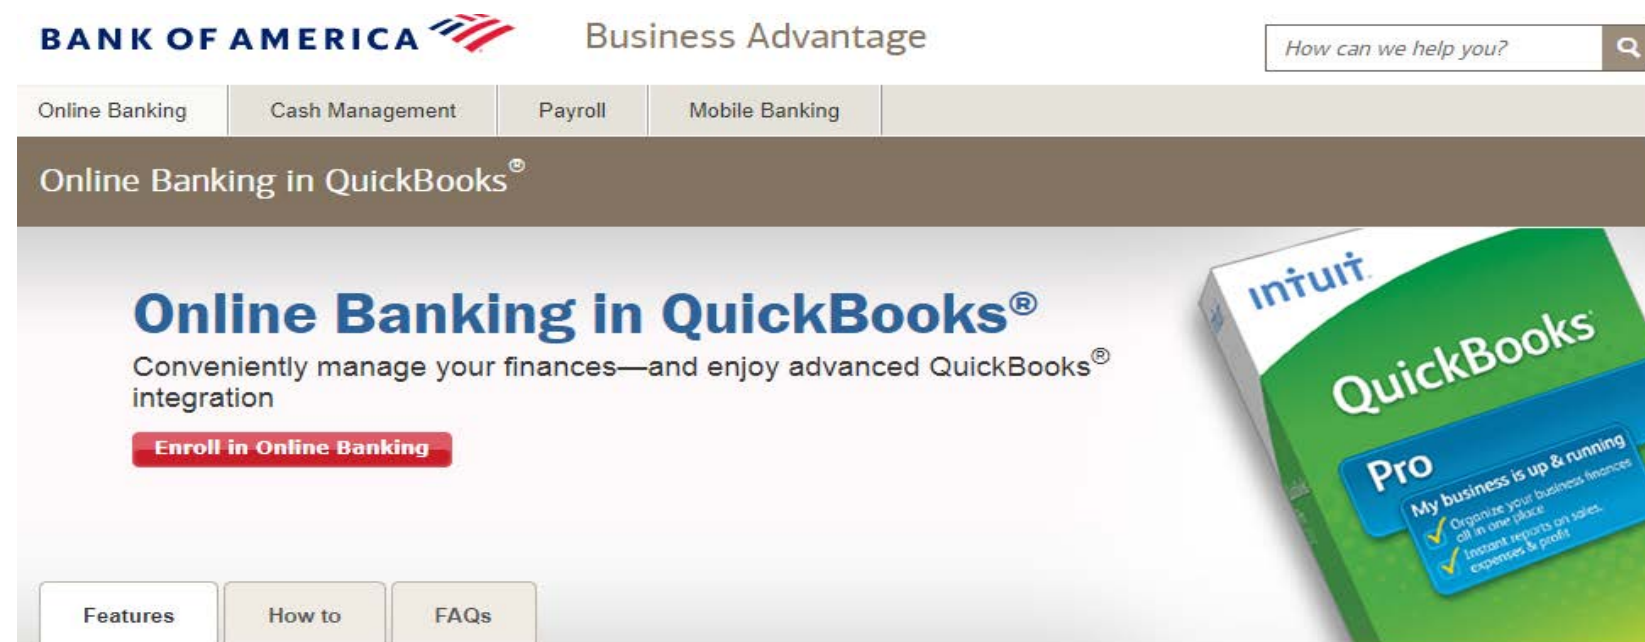 BANK OF AMERICA
Business Advantage
How can we help you?
Online Banking
Cash Management
Payroll
Mobile Banking
Online Banking in QuickBooks®
Online Banking in QuickBooks®
Conveniently manage your finances—and enjoy advanced QuickBooks®
integration
Enroll in Online Banking
intuit.
QuickBooks
Pro
My business is up & running
Organize your business finances
all in one place
Instant reports on sales,
expenses & profit
Features
How to
FAQs